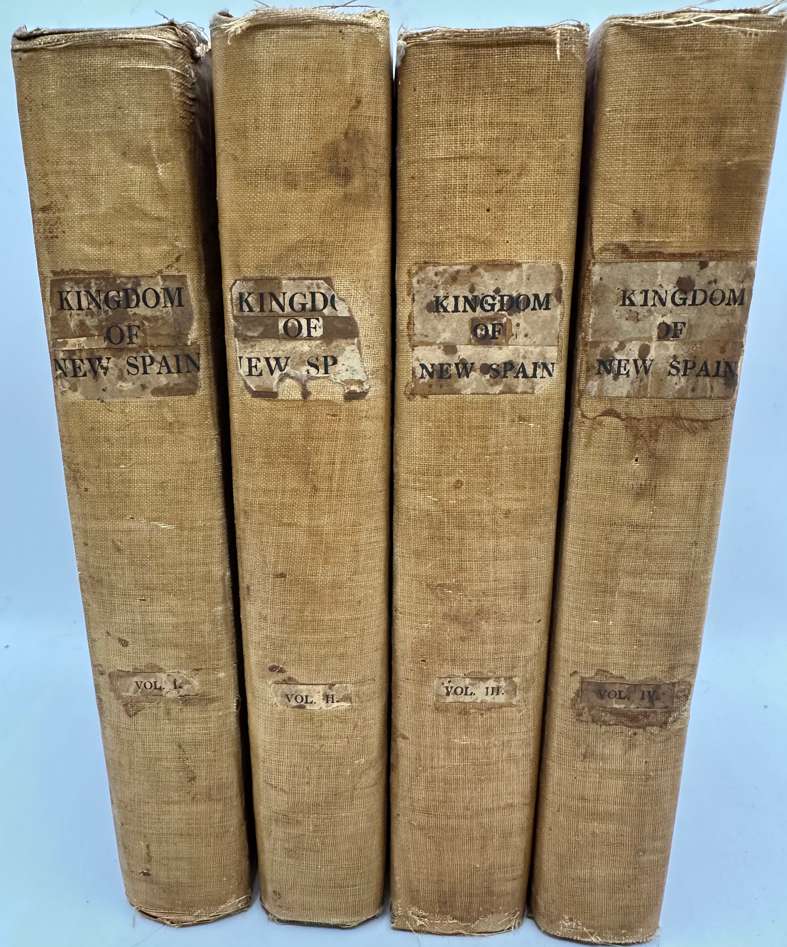 KINGDOM
OF
NEW SPAIN
VOL. I.
KINGDO
OF
EW SP
VOL. II.
KINGDOM
OF
NEW SPAIN
VOL. III.
KINGDOM
OF
NEW SPAIN
VOL. IV.